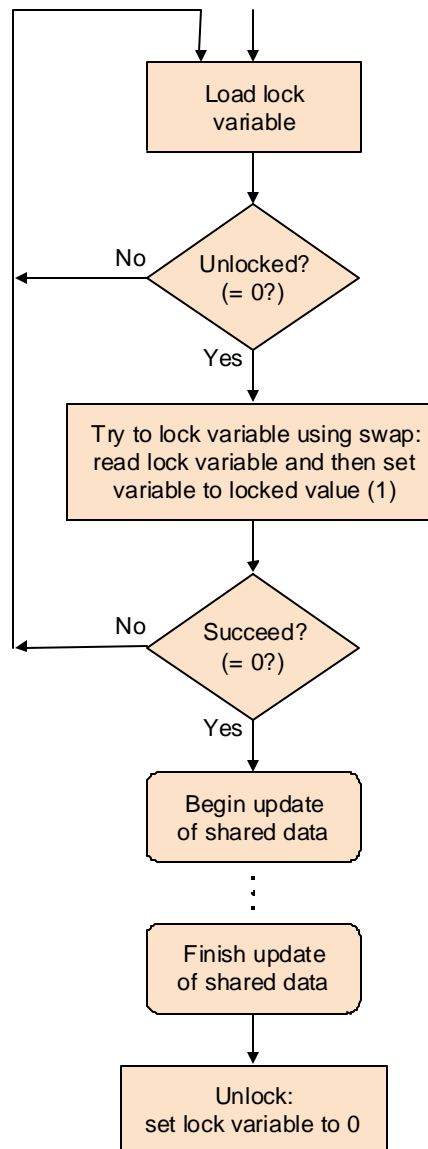 Load lock
variable
No
Unlocked?
(= 0?)
Yes
Try to lock variable using swap:
read lock variable and then set
variable to locked value (1)
No
Succeed?
(= 0?)
Yes
Begin update
of shared data
Finish update
of shared data
Unlock:
set lock variable to 0